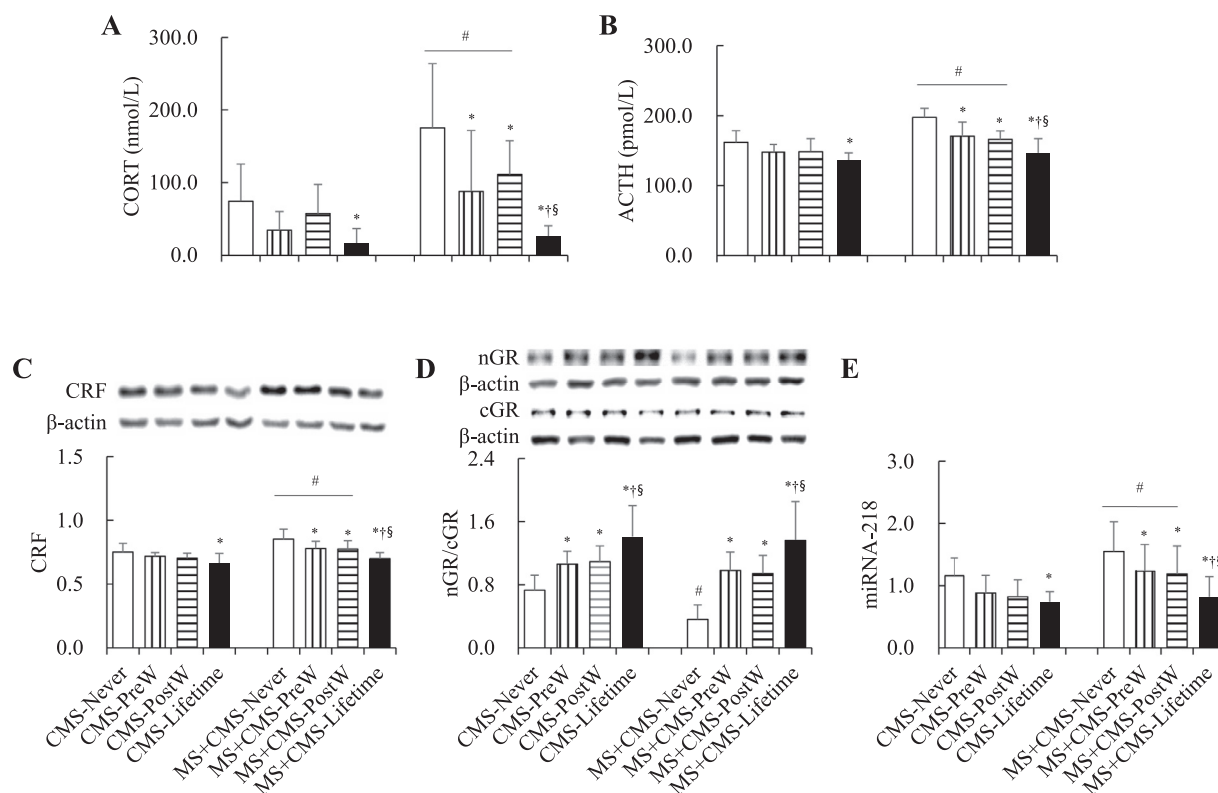 A
CORT (nmol/L)
300.0
200.0
100.0
0.0
*
#
*
*
*†§
B
ACTH (pmol/L)
300.0
200.0
100.0
0.0
*
#
*
*
*†§
C
CRF
β-actin
CRF
1.5
1.0
0.5
0.0
*
#
*
*
*†§
CMS-Never
CMS-PreW
CMS-PostW
CMS-Lifetime
MS+CMS-Never
MS+CMS-PreW
MS+CMS-PostW
MS+CMS-Lifetime
D
nGR
β-actin
cGR
β-actin
nGR/cGR
2.4
1.6
0.8
0.0
*
*
*†§
#
*
*
*†§
CMS-Never
CMS-PreW
CMS-PostW
CMS-Lifetime
MS+CMS-Never
MS+CMS-PreW
MS+CMS-PostW
MS+CMS-Lifetime
E
miRNA-218
3.0
2.0
1.0
0.0
*
#
*
*
*†§
CMS-Never
CMS-PreW
CMS-PostW
CMS-Lifetime
MS+CMS-Never
MS+CMS-PreW
MS+CMS-PostW
MS+CMS-Lifetime